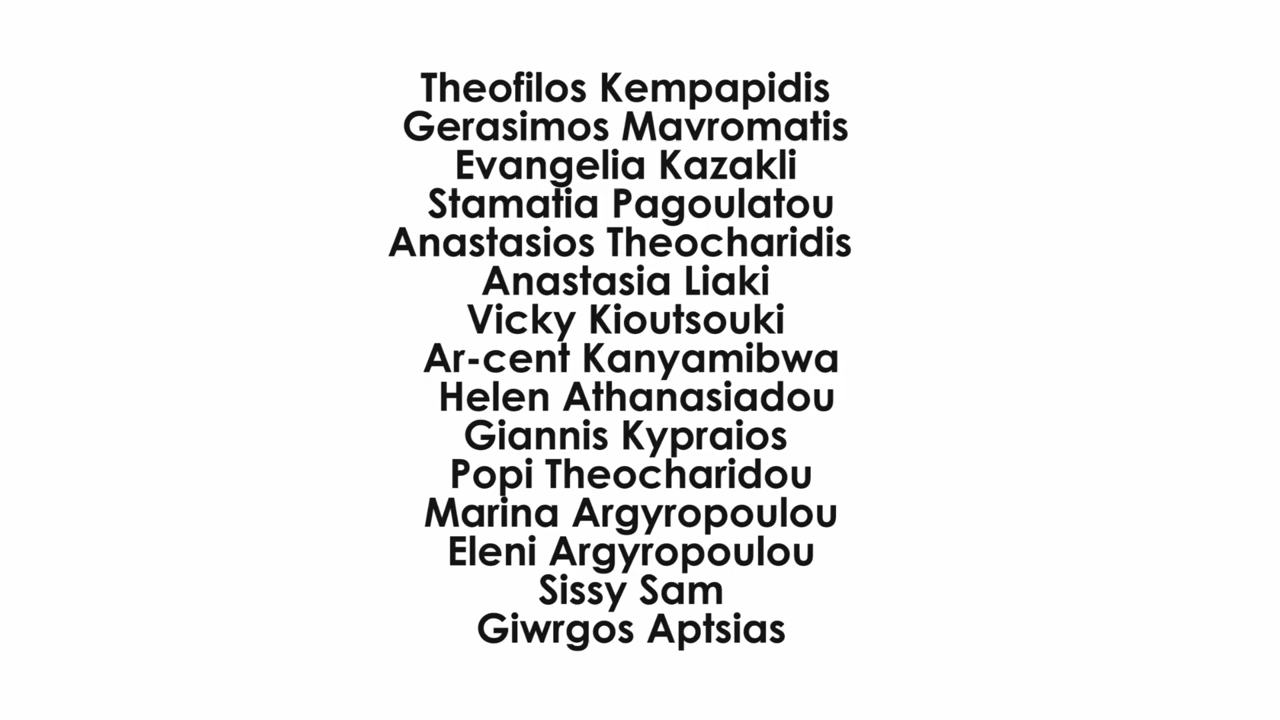 Theofilos Kempapidis
Gerasimos Mavromatis
Evangelia Kazakli
Stamatia Pagoulatou
Anastasios Theocharidis
Anastasia Liaki
Vicky Kioutsouki
Ar-cent Kanyamibwa
Helen Athanasiadou
Giannis Kypraios
Popi Theocharidou
Marina Argyropoulou
Eleni Argyropoulou
Sissy Sam
Giwrgos Aptsias